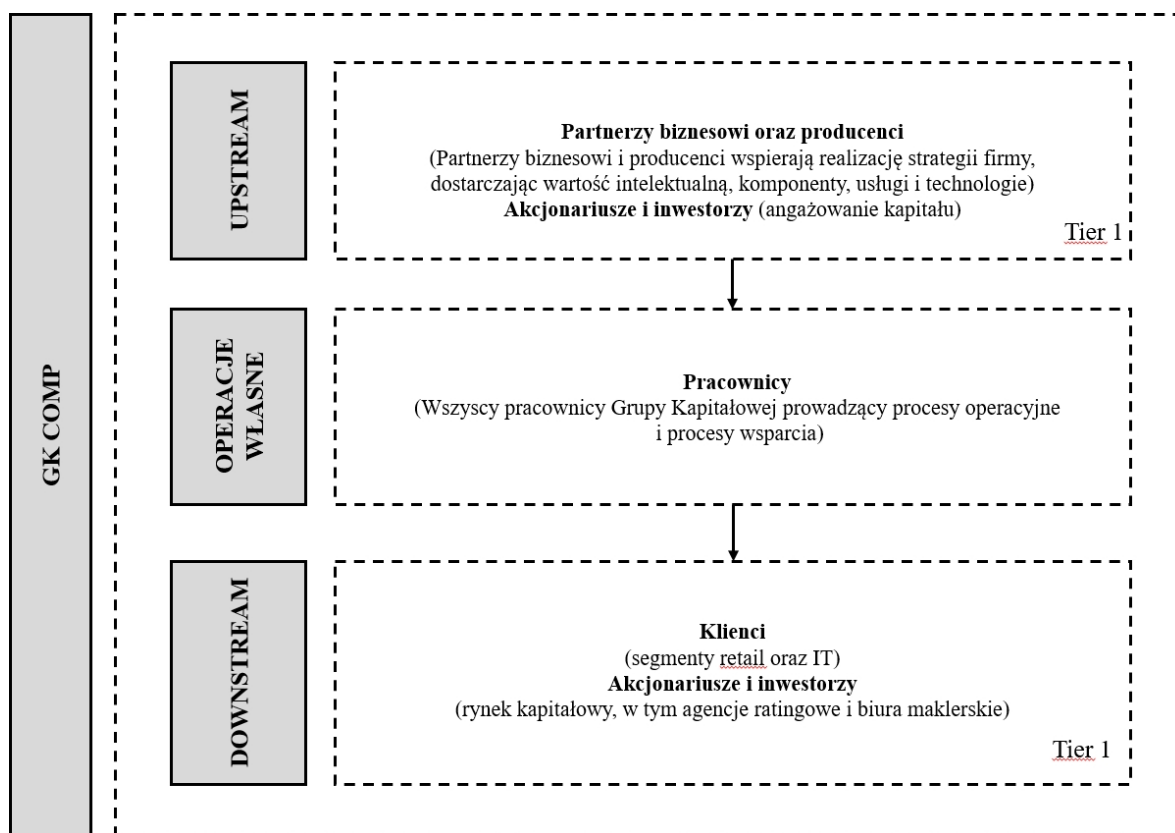 GK COMP
UPSTREAM
Partnerzy biznesowi oraz producenci
(Partnerzy biznesowi i producenci wspierają realizację strategii firmy,
dostarczając wartość intelektualną, komponenty, usługi i technologie)
Akcjonariusze i inwestorzy (angażowanie kapitału)
Tier 1
OPERACJE
WŁASNE
Pracownicy
(Wszyscy pracownicy Grupy Kapitałowej prowadzący procesy operacyjne
i procesy wsparcia)
DOWNSTREAM
Klienci
(segmenty retail oraz IT)
Akcjonariusze i inwestorzy
(rynek kapitałowy, w tym agencje ratingowe i biura maklerskie)
Tier 1